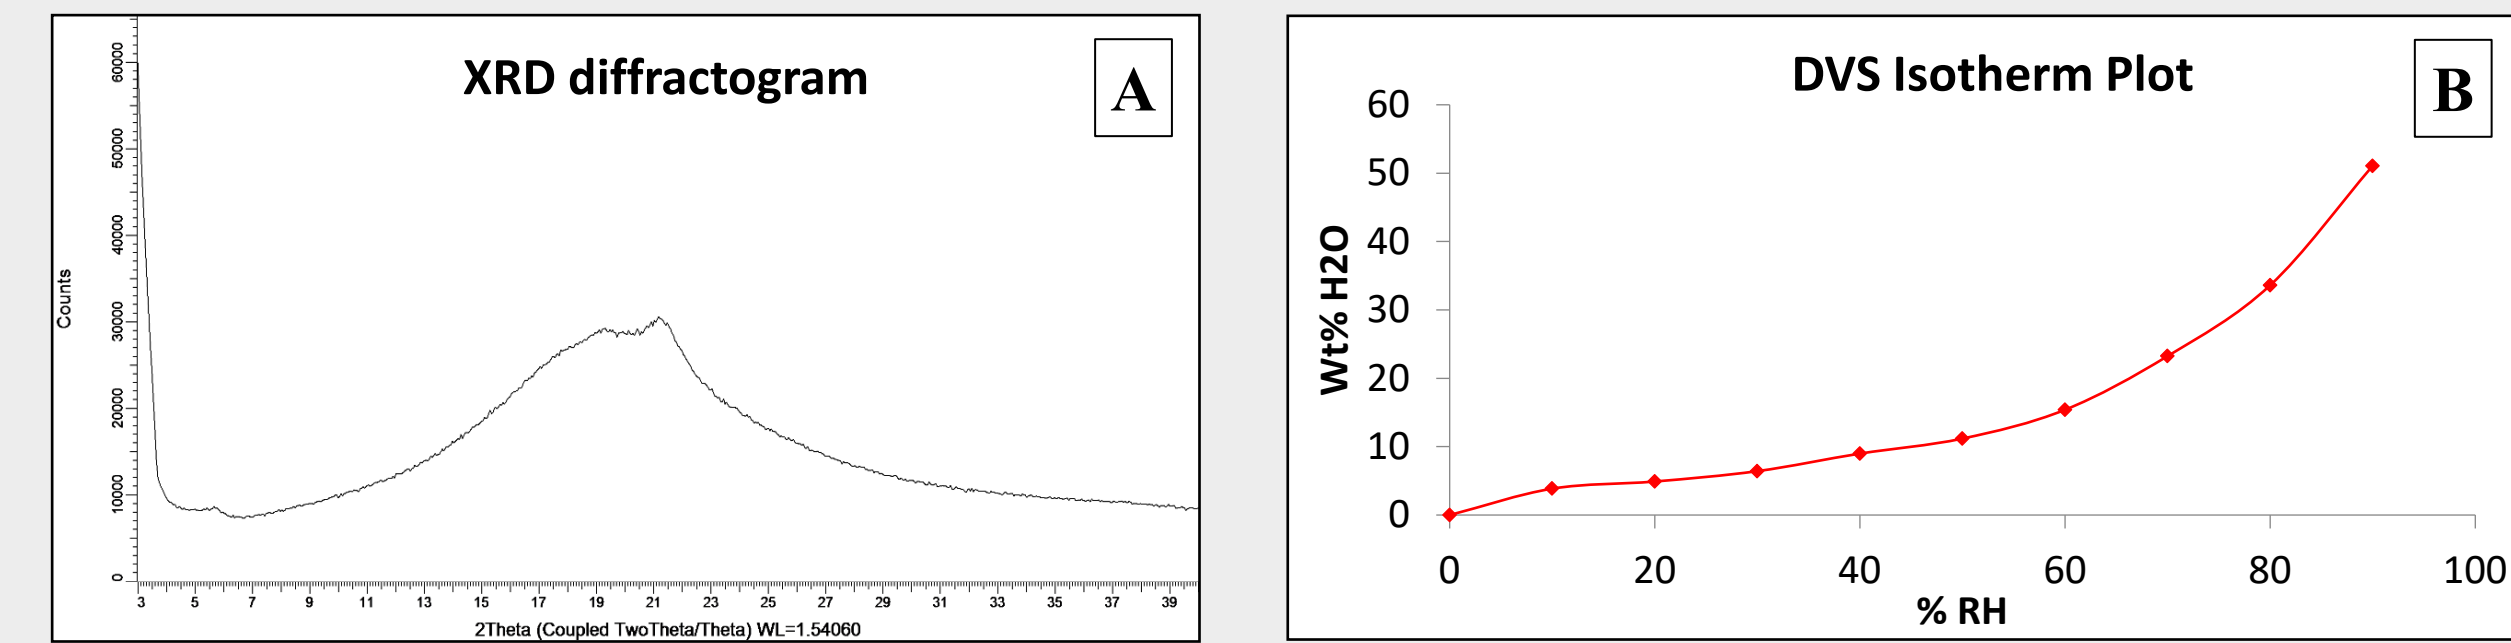 XRD diffractogram
A
Counts
60000
50000
40000
30000
20000
10000
0
3 5 7 9 11 13 15 17 19 21 23 25 27 29 31 33 35 37 39
2Theta (Coupled TwoTheta/Theta) WL=1.54060
DVS Isotherm Plot
B
Wt% H2O
60
50
40
30
20
10
0
0 20 40 60 80 100
% RH